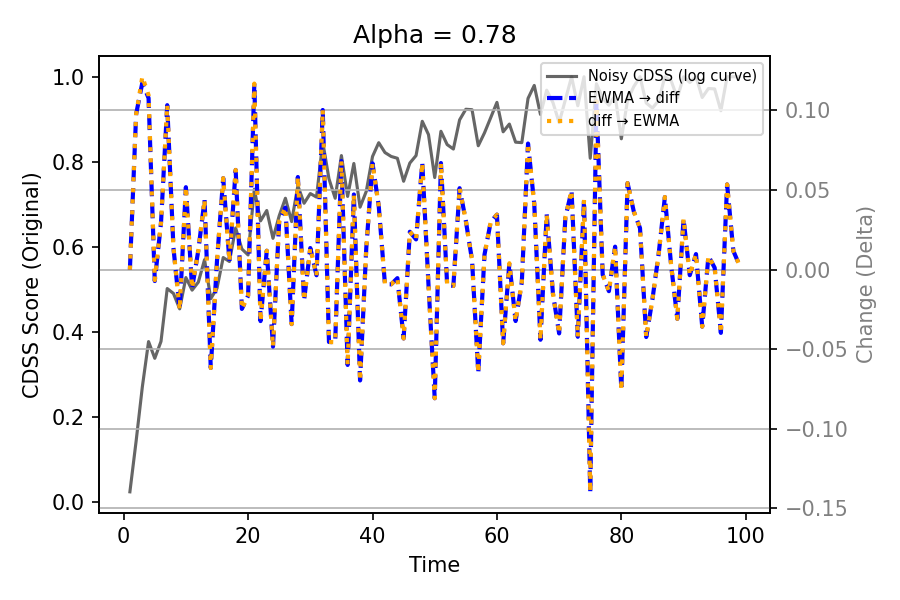 Alpha = 0.78
Noisy CDSS (log curve)
EWMA → diff
diff → EWMA
CDSS Score (Original)
1.0
0.8
0.6
0.4
0.2
0.0
0.10
0.05
0.00
−0.05
−0.10
−0.15
Change (Delta)
0 20 40 60 80 100
Time